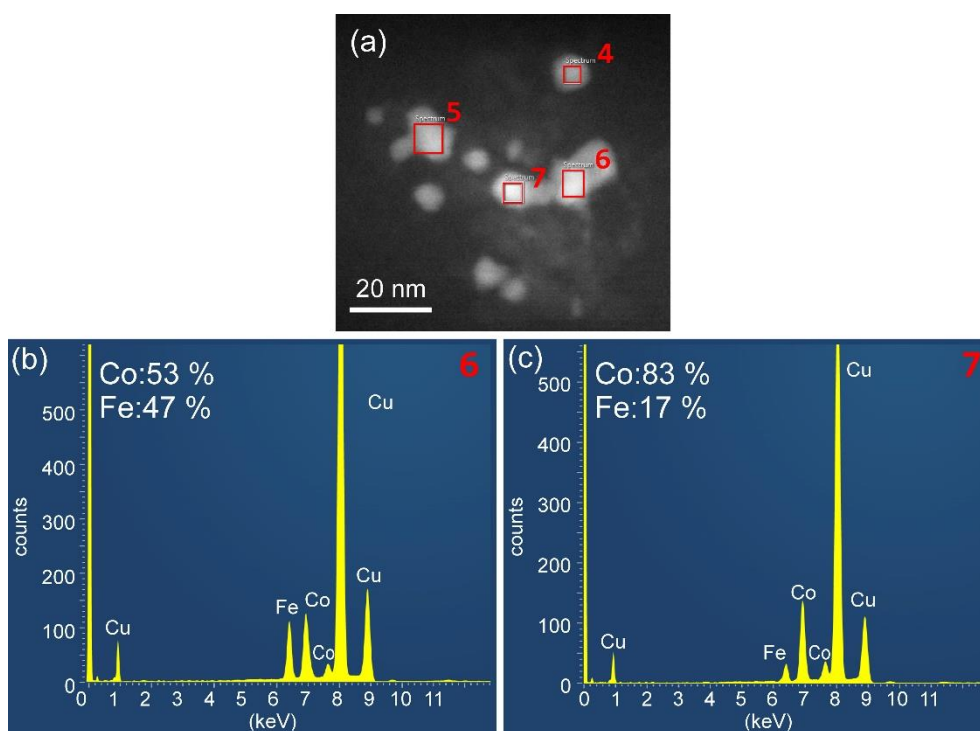 (a)
Spectrum
4
Spectrum
5
Spectrum
6
Spectrum
7
20 nm
(b)
Co:53 %
Fe:47 %
6
Cu
500
400
300
200
100
0
counts
Cu
Fe
Co
Co
Cu
0 1 2 3 4 5 6 7 8 9 10 11
(keV)
(c)
Co:83 %
Fe:17 %
7
Cu
500
400
300
200
100
0
counts
Cu
Fe
Co
Co
Cu
0 1 2 3 4 5 6 7 8 9 10 11
(keV)